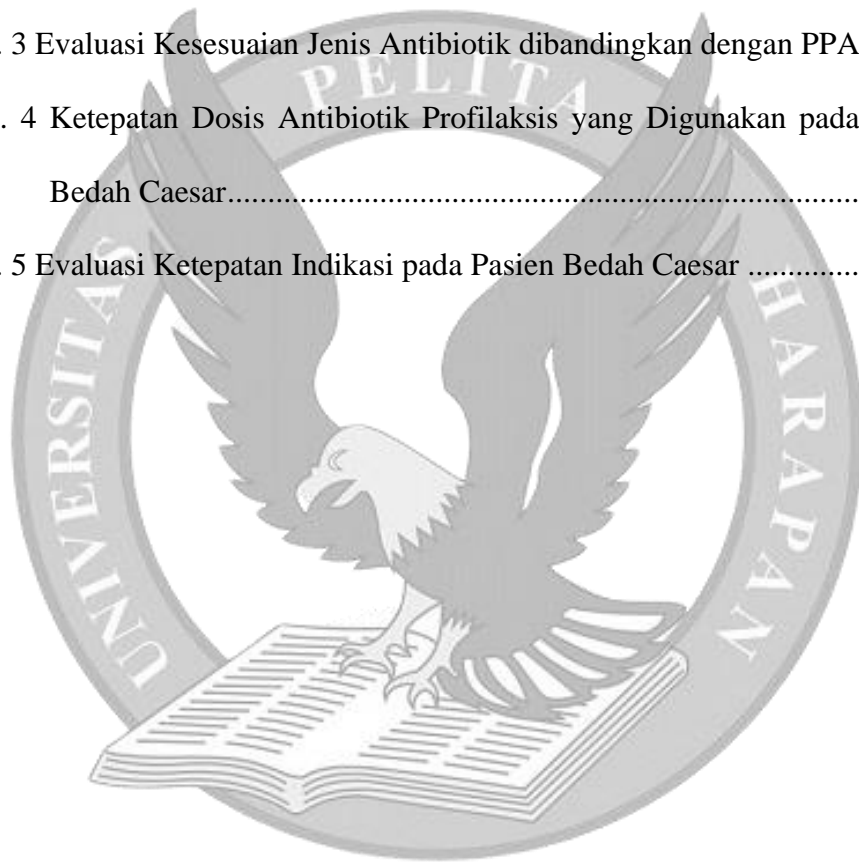 . 3 Evaluasi Kesesuaian Jenis Antibiotik dibandingkan dengan PPA
. 4 Ketepatan Dosis Antibiotik Profilaksis yang Digunakan pada
Bedah Caesar......................................................................
. 5 Evaluasi Ketepatan Indikasi pada Pasien Bedah Caesar .............
UNIVERSITAS PELITA HARAPAN